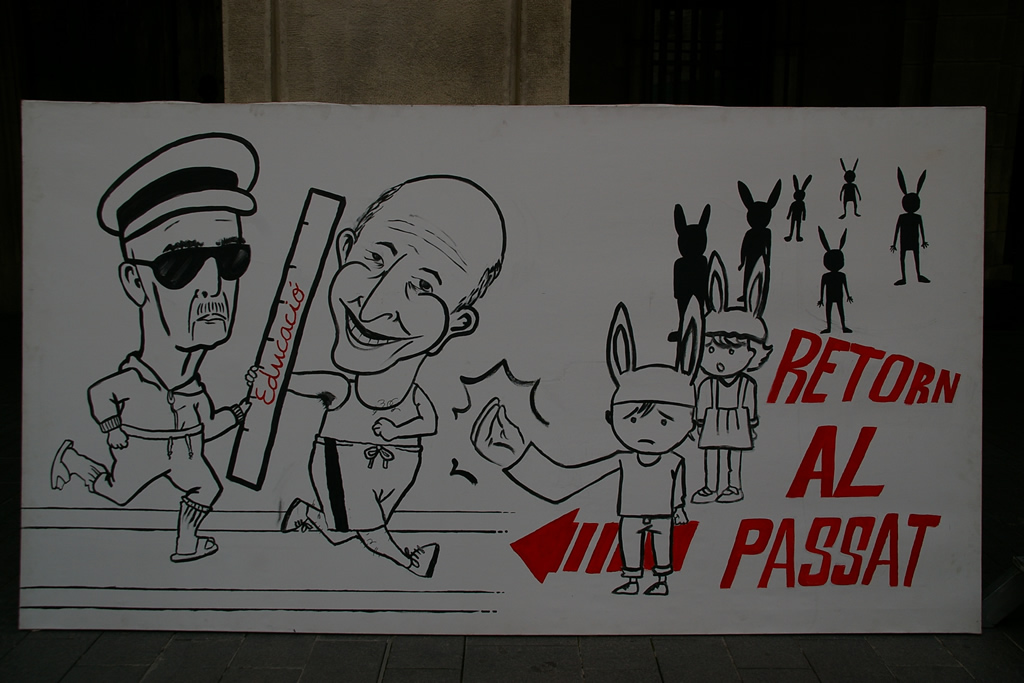 Educació
RETORN
AL
PASSAT